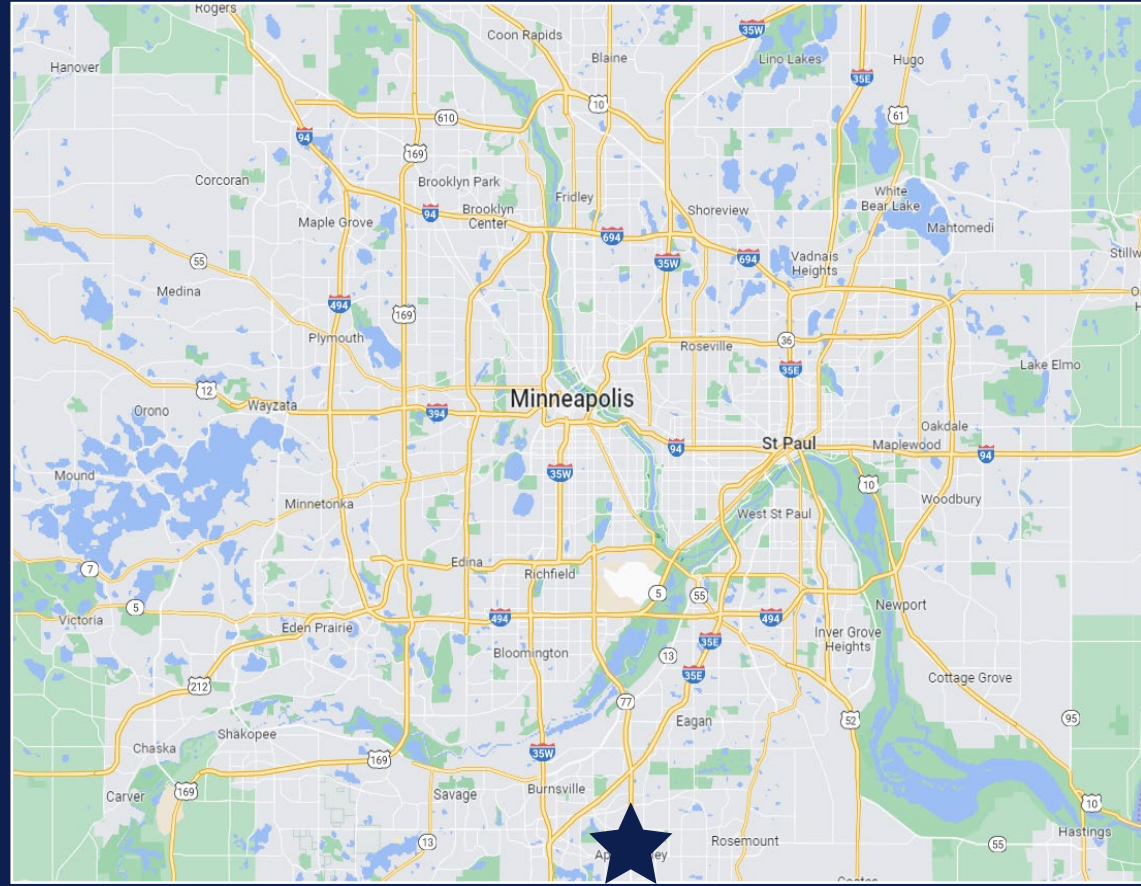 Rogers
Coon Rapids
35W
Hanover
Blaine
Lino Lakes
Hugo
35E
10
61
610
94
169
Corcoran
Brooklyn Park
Fridley
White
Bear Lake
Maple Grove
94
Brooklyn
Center
Shoreview
Mahtomedi
694
55
35W
694
Vadnais
Heights
Medina
494
169
Plymouth
Roseville
36
35E
Lake Elmo
12
Minneapolis
Orono
Wayzata
394
Oakdale
St Paul
Maplewood
94
94
Mound
35W
10
Woodbury
Minnetonka
West St Paul
Edina
7
Richfield
5
5
55
Newport
Victoria
494
494
Eden Prairie
35E
Inver Grove
Heights
Bloomington
13
35E
Cottage Grove
212
77
Eagan
52
95
Shakopee
Chaska
169
35W
Carver
169
Savage
Burnsville
10
13
Rosemount
55
Hastings